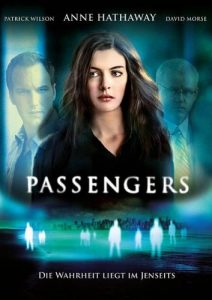 PATRICK WILSON ANNE HATHAWAY DAVID MORSE
PASSENGERS
DIE WAHRHEIT LIEGT IM JENSEITS